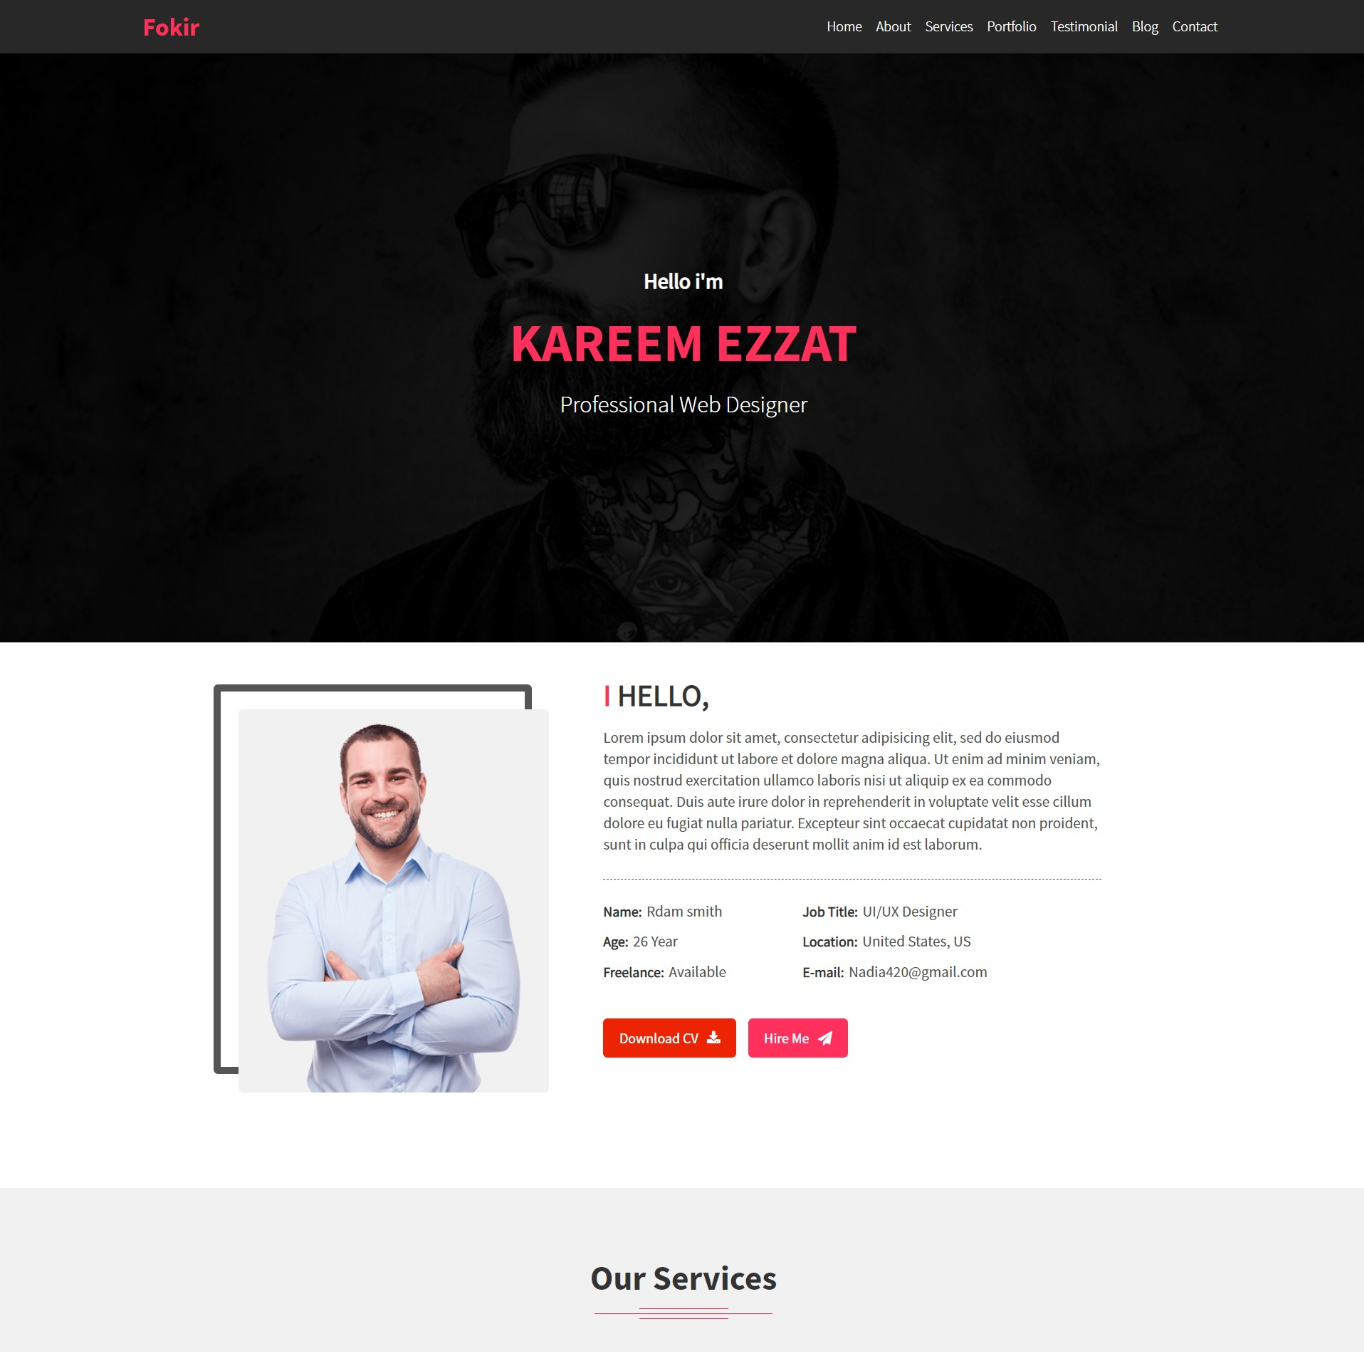 Fokir
Home About Services Portfolio Testimonial Blog Contact
Hello i'm
KAREEM EZZAT
Professional Web Designer
I HELLO,
Lorem ipsum dolor sit amet, consectetur adipisicing elit, sed do eiusmod
tempor incididunt ut labore et dolore magna aliqua. Ut enim ad minim veniam,
quis nostrud exercitation ullamco laboris nisi ut aliquip ex ea commodo
consequat. Duis aute irure dolor in reprehenderit in voluptate velit esse cillum
dolore eu fugiat nulla pariatur. Excepteur sint occaecat cupidatat non proident,
sunt in culpa qui officia deserunt mollit anim id est laborum.
Name: Rdam smith Job Title: UI/UX Designer
Age: 26 Year Location: United States, US
Freelance: Available E-mail: Nadia420@gmail.com
Download CV Hire Me
Our Services